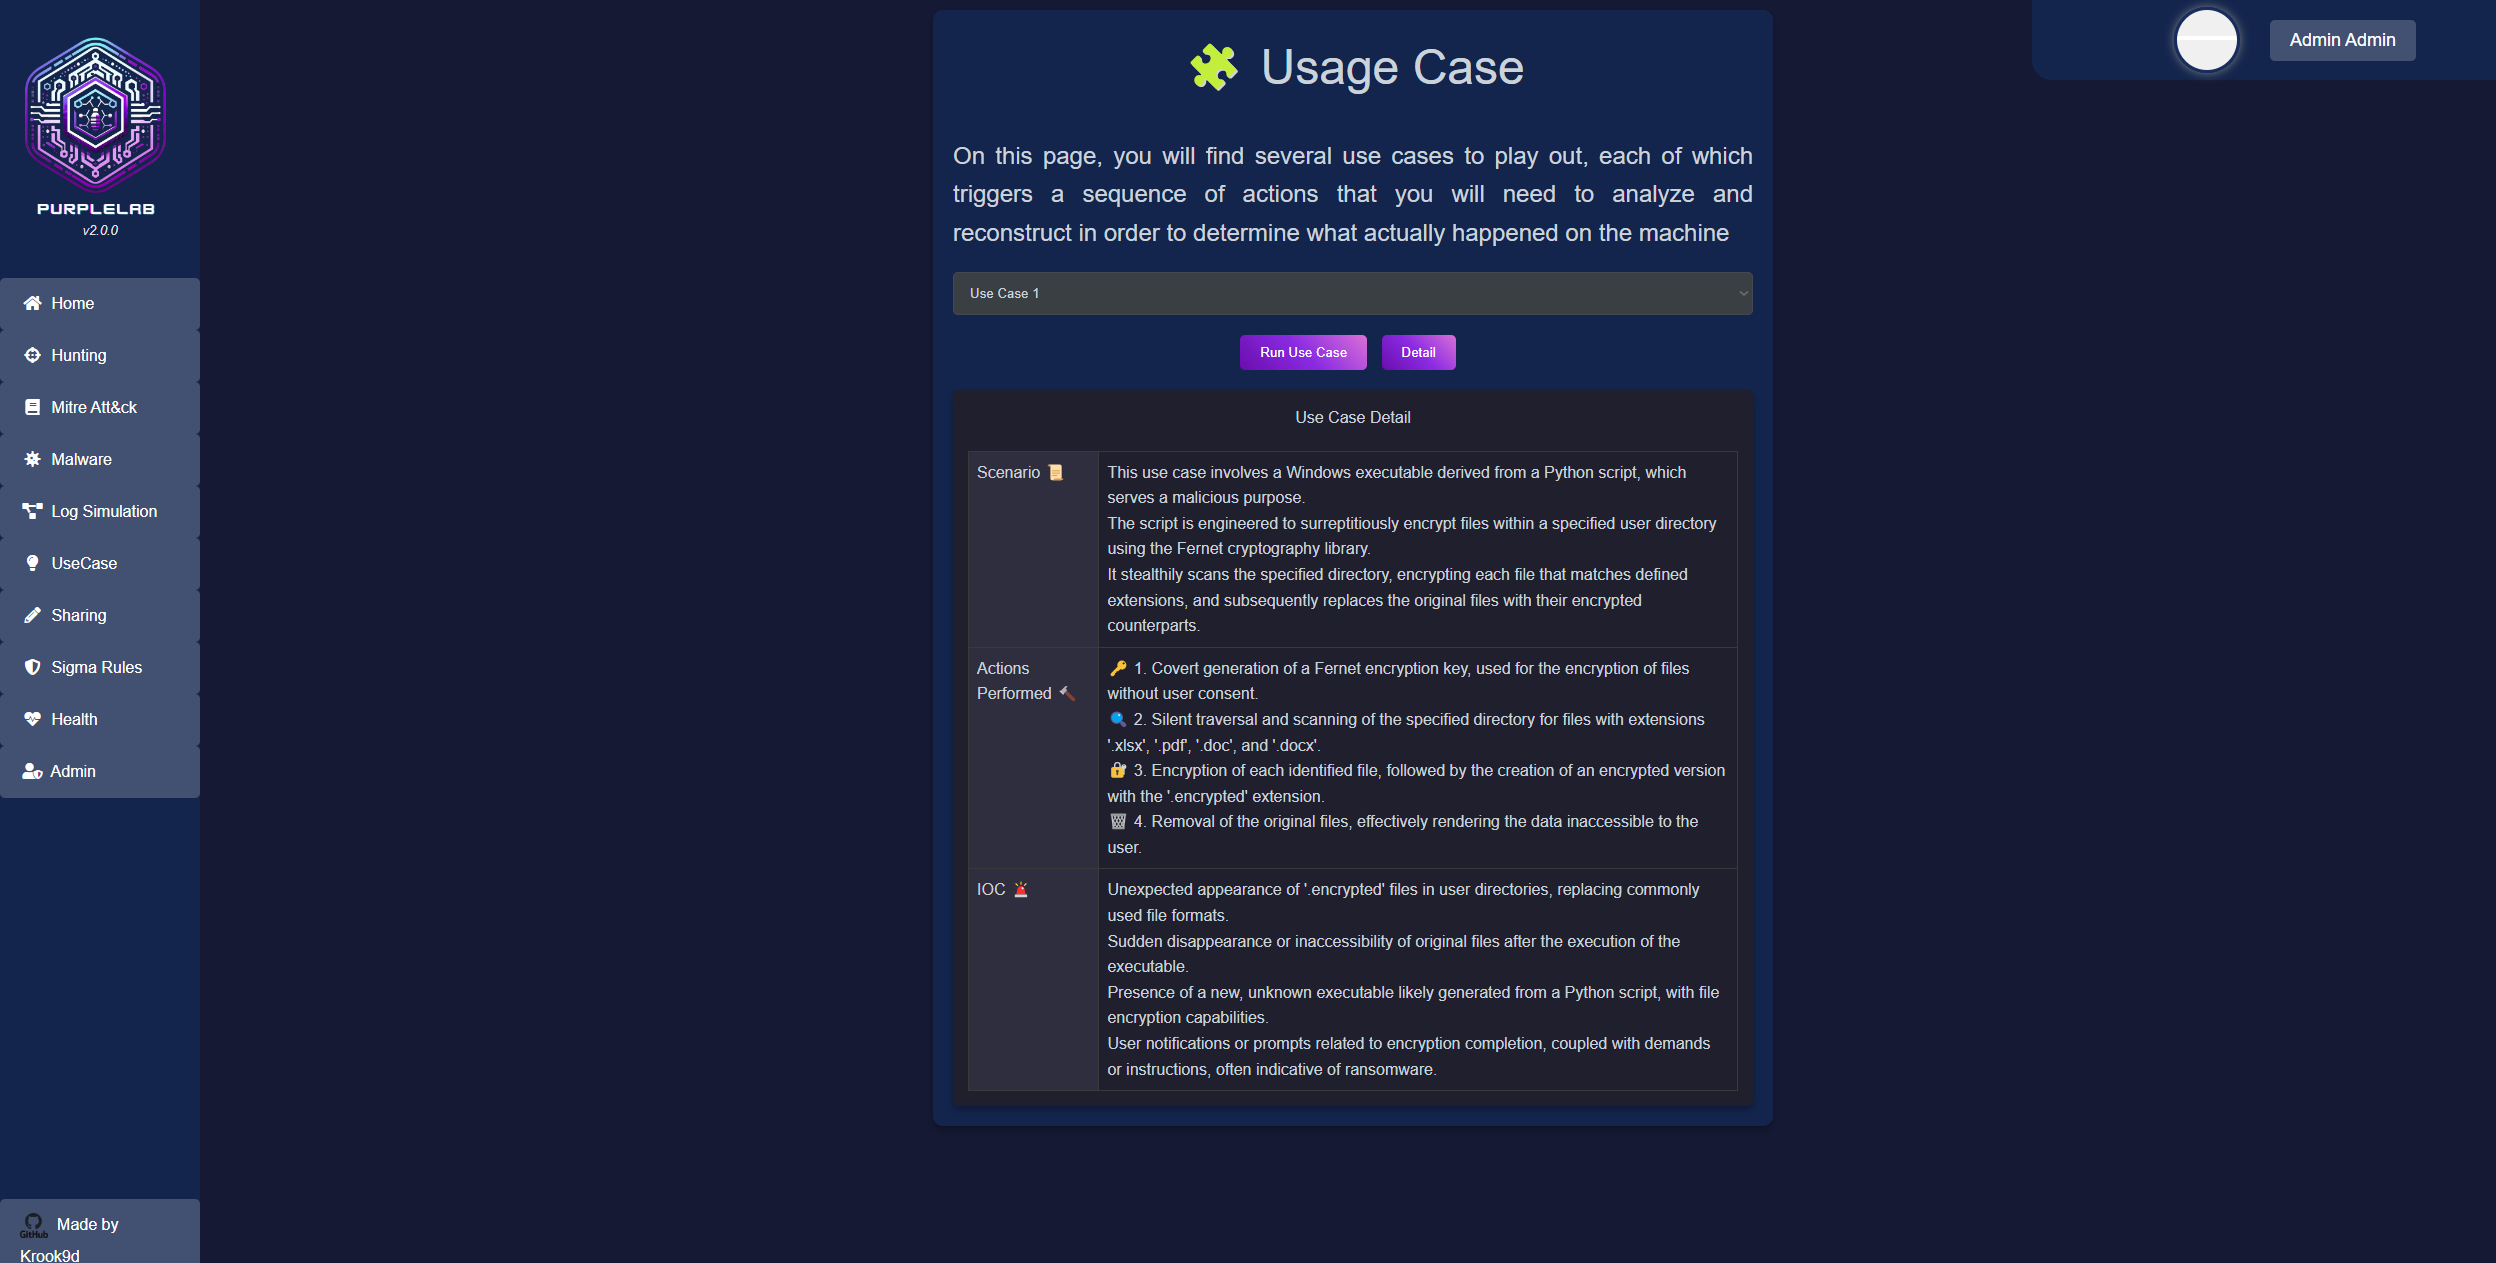 PURPLELAB
v2.0.0
Home
Hunting
Mitre Att&ck
Malware
Log Simulation
UseCase
Sharing
Sigma Rules
Health
Admin
GitHub Made by
Krook9d
Usage Case
On this page, you will find several use cases to play out, each of which
triggers a sequence of actions that you will need to analyze and
reconstruct in order to determine what actually happened on the machine
Use Case 1
Run Use Case Detail
Use Case Detail
Scenario 📜
This use case involves a Windows executable derived from a Python script, which
serves a malicious purpose.
The script is engineered to surreptitiously encrypt files within a specified user directory
using the Fernet cryptography library.
It stealthily scans the specified directory, encrypting each file that matches defined
extensions, and subsequently replaces the original files with their encrypted
counterparts.
Actions
Performed 🔨
🔑 1. Covert generation of a Fernet encryption key, used for the encryption of files
without user consent.
🔍 2. Silent traversal and scanning of the specified directory for files with extensions
'.xlsx', '.pdf', '.doc', and '.docx'.
🔐 3. Encryption of each identified file, followed by the creation of an encrypted version
with the '.encrypted' extension.
🗑️ 4. Removal of the original files, effectively rendering the data inaccessible to the
user.
IOC 🚨
Unexpected appearance of '.encrypted' files in user directories, replacing commonly
used file formats.
Sudden disappearance or inaccessibility of original files after the execution of the
executable.
Presence of a new, unknown executable likely generated from a Python script, with file
encryption capabilities.
User notifications or prompts related to encryption completion, coupled with demands
or instructions, often indicative of ransomware.
Admin Admin